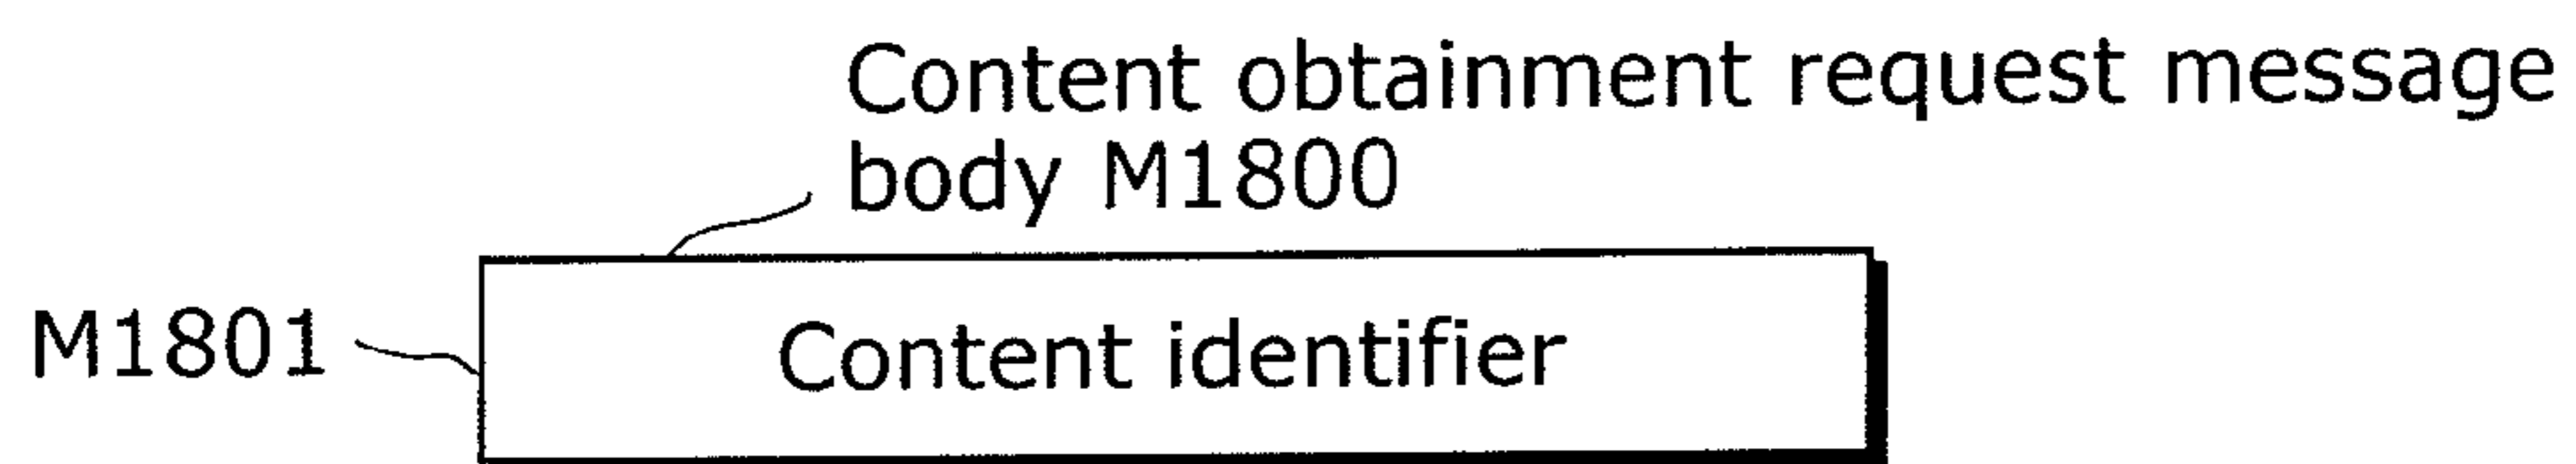 Content obtainment request message
body M1800
M1801
Content identifier